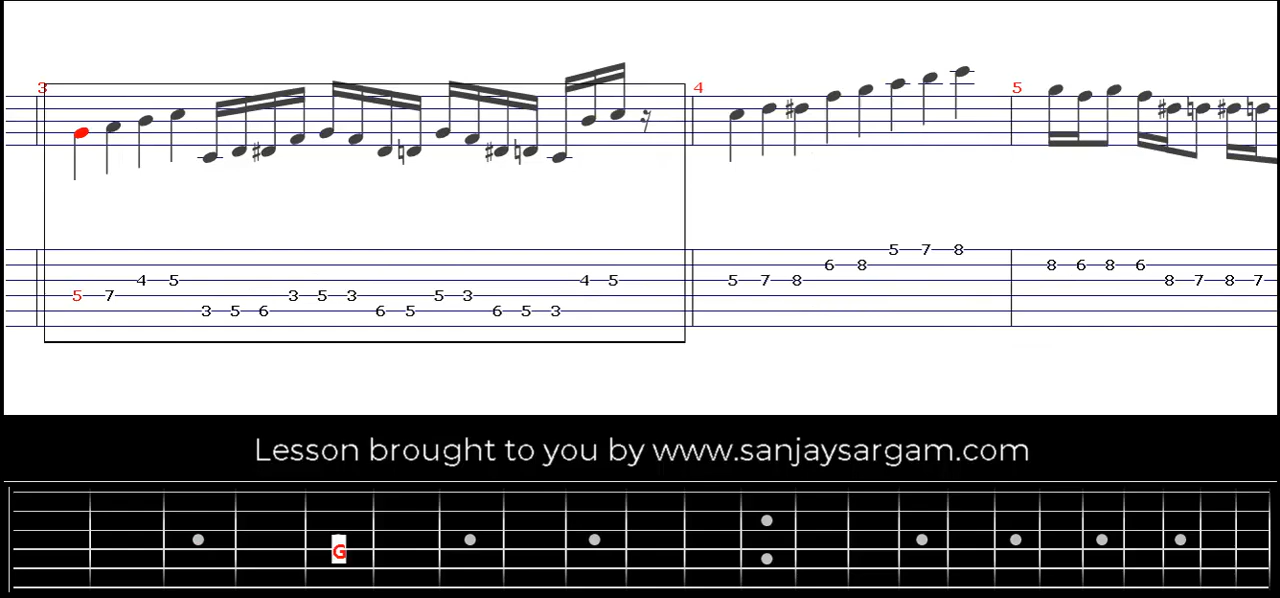 3 4 5
5 7 4 5 3 5 6 3 5 3 6 5 5 3 6 5 3 4 5 5 7 8 6 8 5 7 8 8 6 8 6 8 7 8 7
Lesson brought to you by www.sanjaysargam.com
G